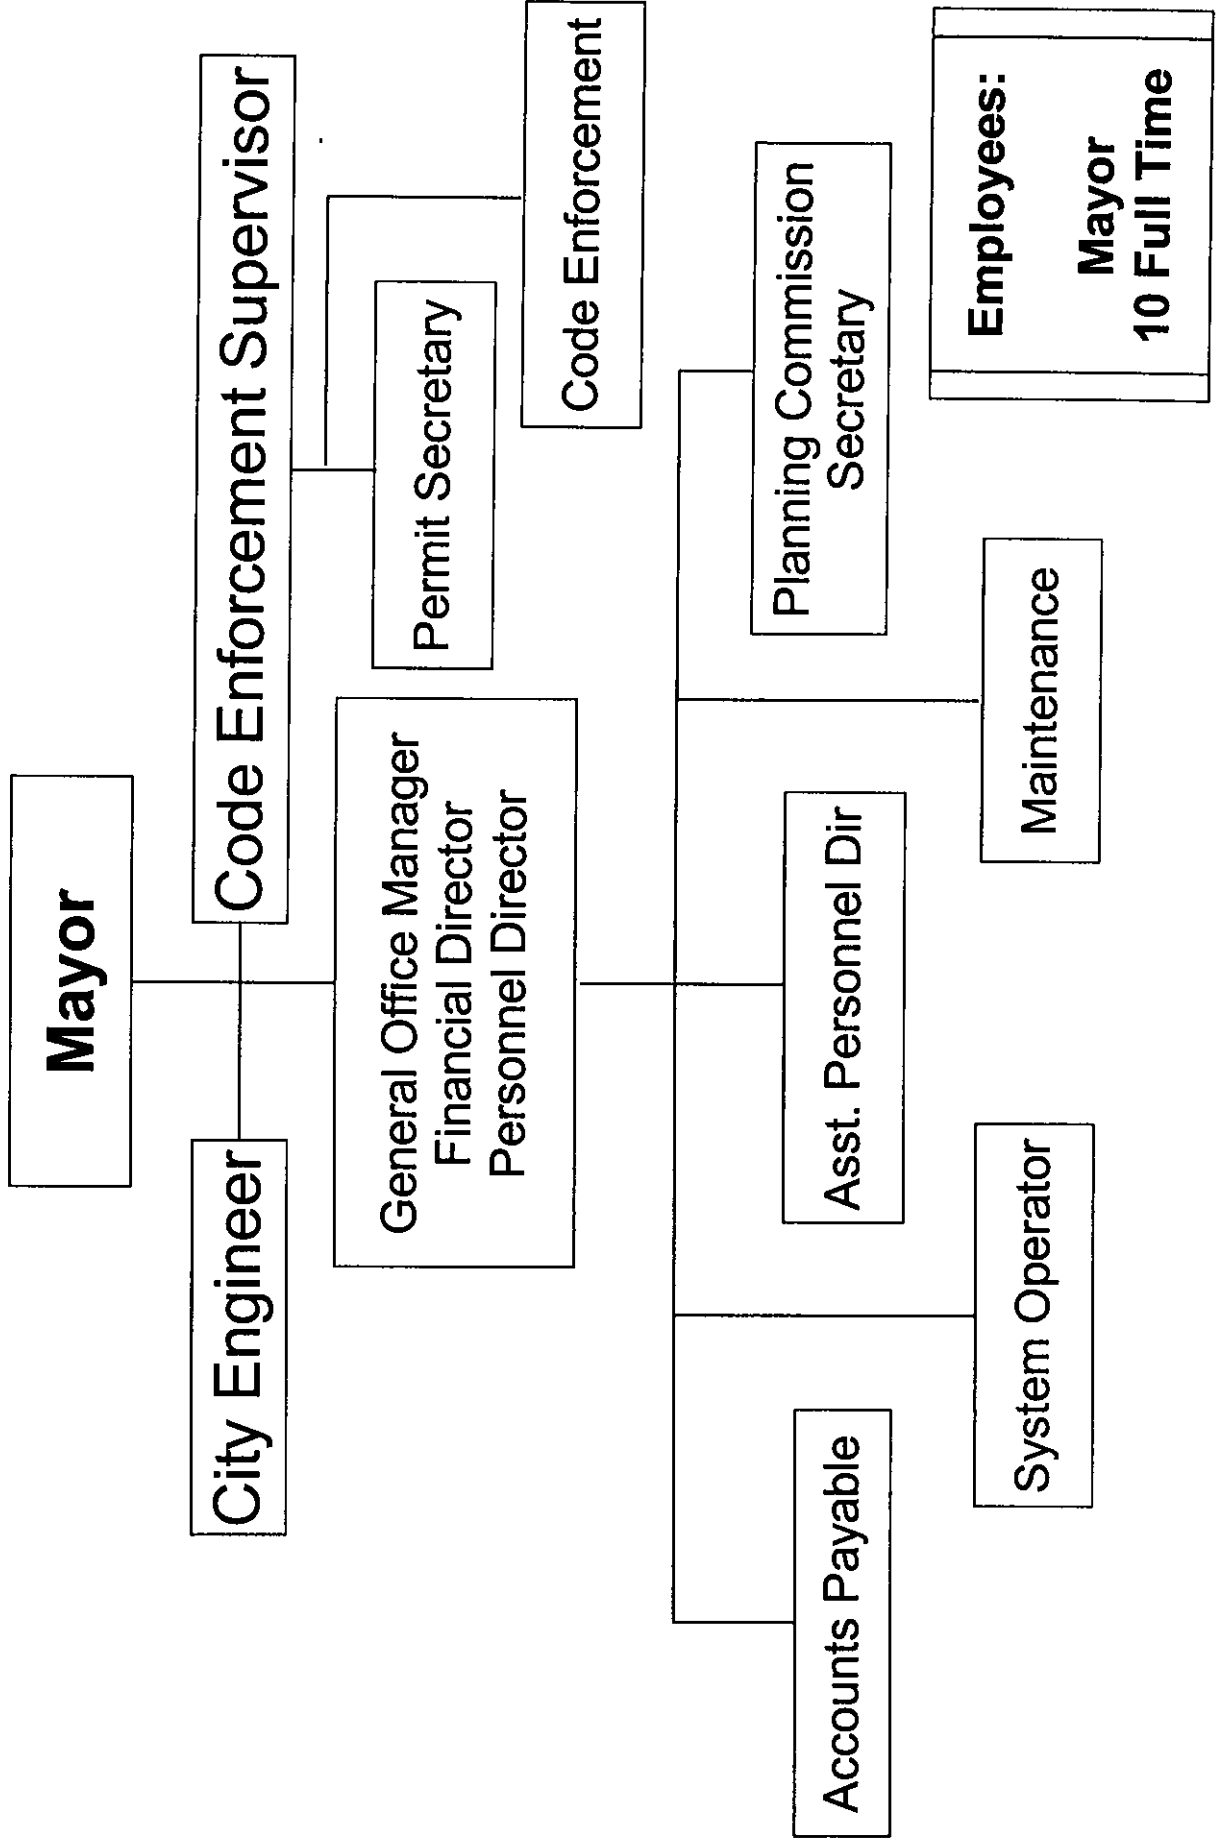 Mayor
City Engineer
Code Enforcement Supervisor
General Office Manager
Financial Director
Personnel Director
Permit Secretary
Code Enforcement
Accounts Payable
Asst. Personnel Dir
Planning Commission
Secretary
System Operator
Maintenance
Employees:
Mayor
10 Full Time